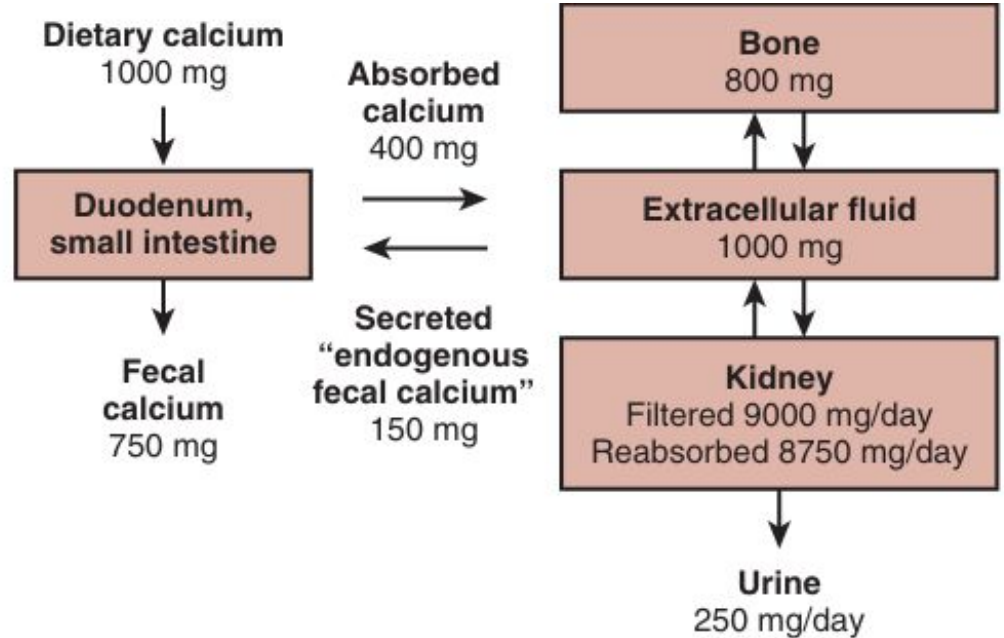 Dietary calcium
1000 mg
Duodenum,
small intestine
Fecal
calcium
750 mg
Absorbed
calcium
400 mg
Secreted
“endogenous
fecal calcium”
150 mg
Bone
800 mg
Extracellular fluid
1000 mg
Kidney
Filtered 9000 mg/day
Reabsorbed 8750 mg/day
Urine
250 mg/day